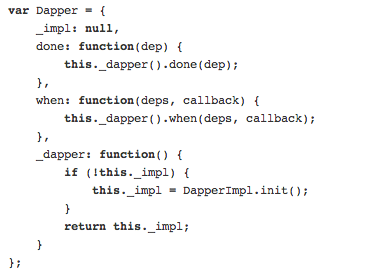 var Dapper = {
    _impl: null,
    done: function(dep) {
        this._dapper().done(dep);
    },
    when: function(deps, callback) {
        this._dapper().when(deps, callback);
    },
    _dapper: function() {
        if (!this._impl) {
            this._impl = DapperImpl.init();
        }
        return this._impl;
    }
};